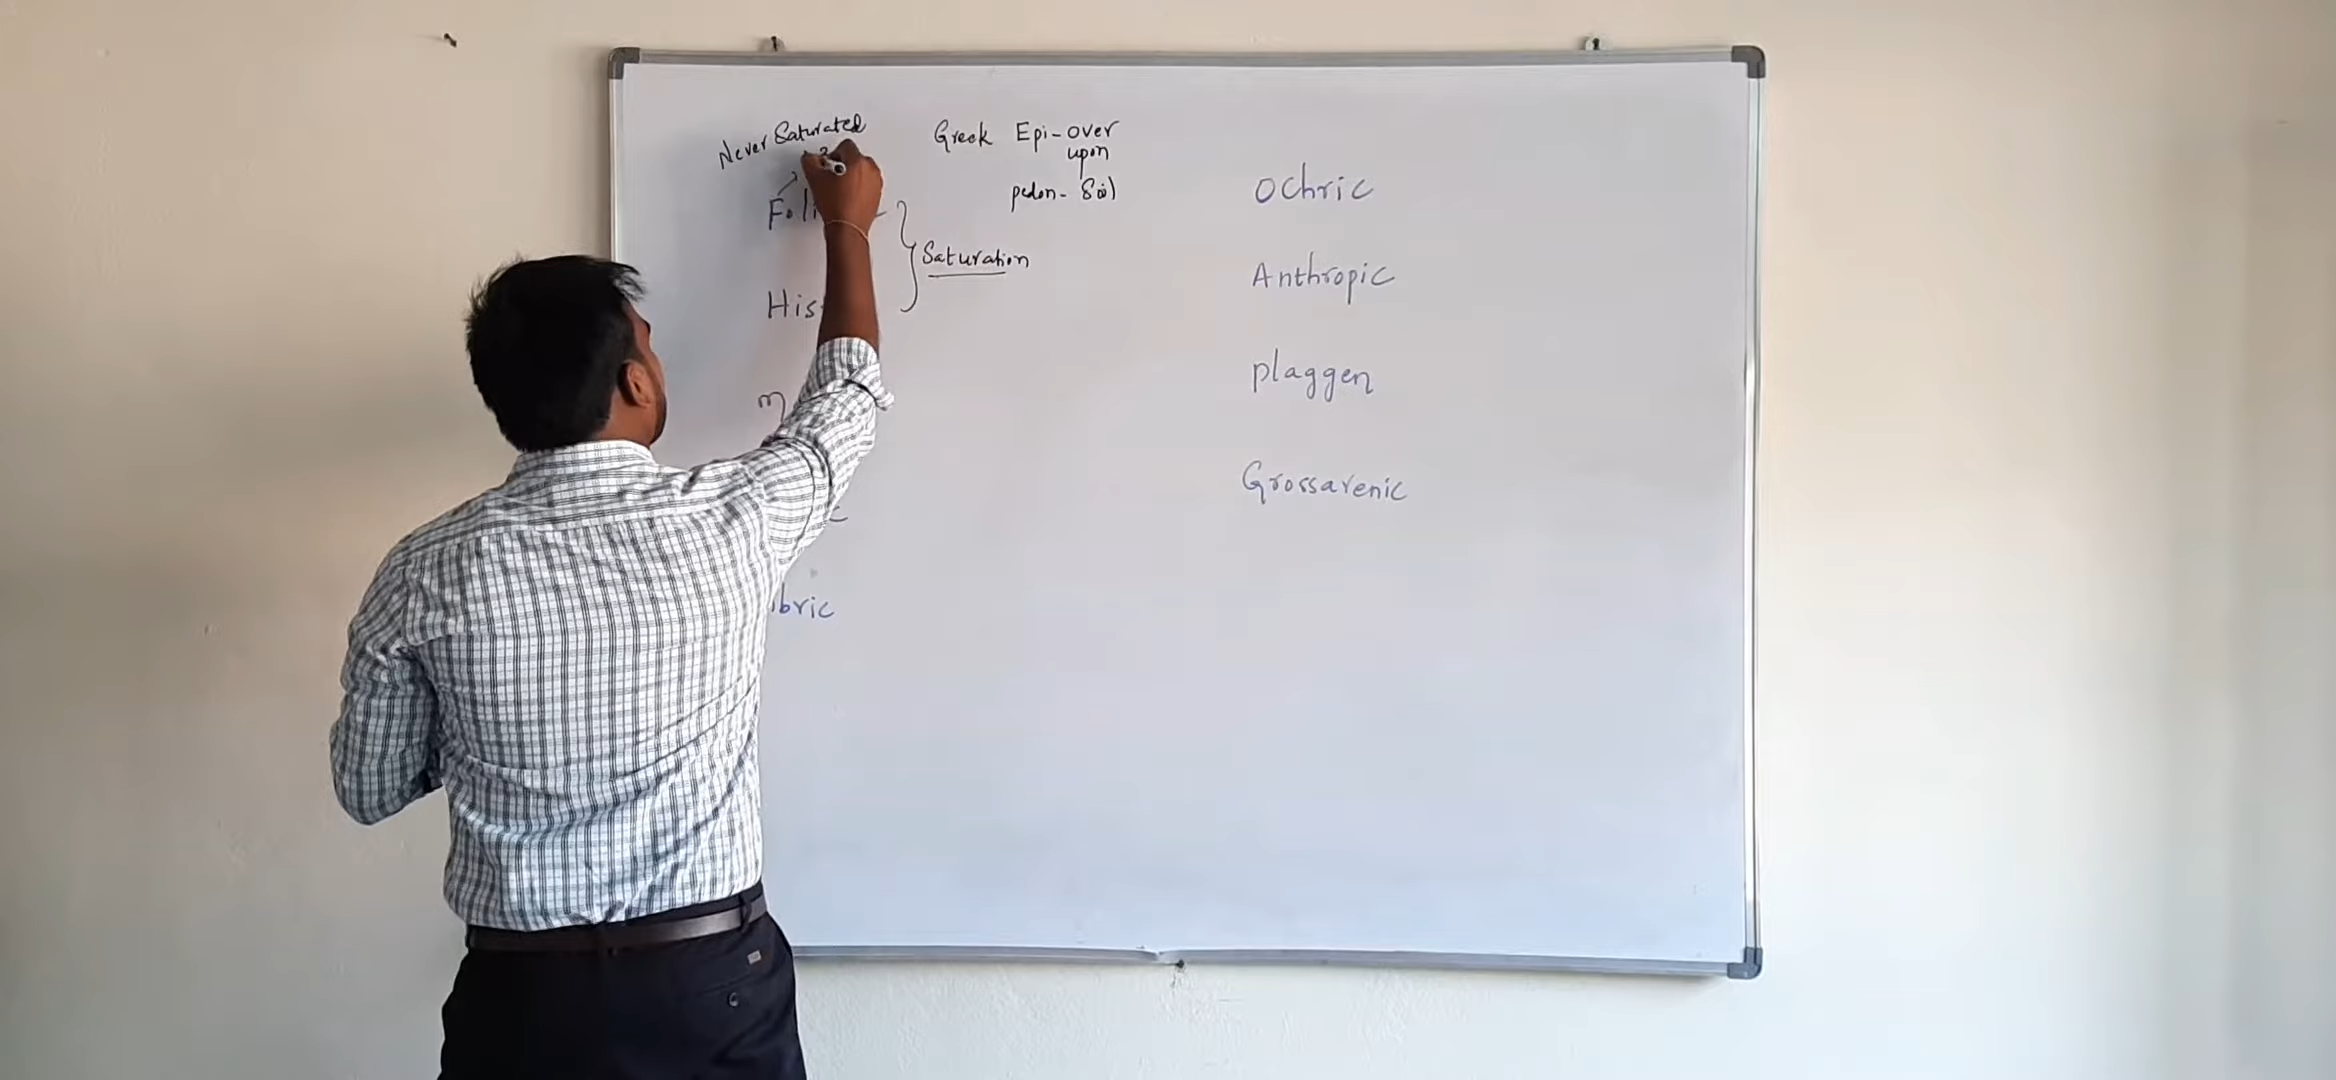 Never Saturated
Greek Epi-over
upon
pedon- Soil
Saturation
Ochric
Anthropic
plaggen
Grossarenic